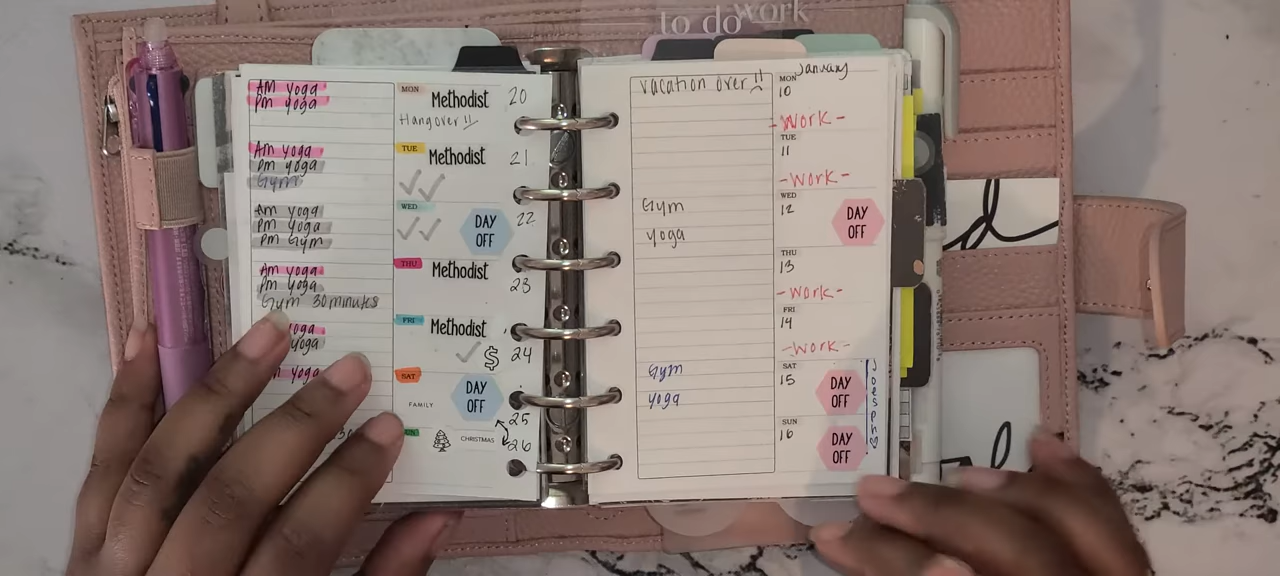 to do work
Am yoga
Pm yoga
MON
Methodist
20
Hangover!!
Am yoga
Pm yoga
Gym
TUE
Methodist
21
Am yoga
Pm yoga
Pm Gym
WED
DAY
OFF
22
Am yoga
Pm yoga
Gym 30 minutes
THU
Methodist
23
yoga
yoga
FRI
Methodist
$
24
yoga
SAT
FAMILY
DAY
OFF
25
CHRISTMAS
26
Vacation over!!
January
MON
10
-Work-
TUE
11
-Work-
Gym
yoga
WED
12
DAY
OFF
THU
13
-Work-
FRI
14
-Work-
Gym
yoga
SAT
15
DAY
OFF
SUN
16
DAY
OFF
Joesph